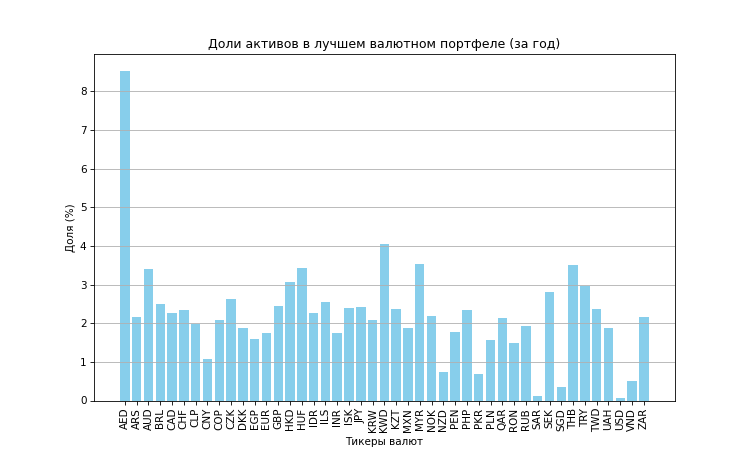 Доли активов в лучшем валютном портфеле (за год)
Доля (%)
8
7
6
5
4
3
2
1
0
AED ARS AUD BRL CAD CHF CLP CNY COP CZK DKK EGP EUR GBP HKD HUF IDR ILS INR ISK JPY KRW KWD KZT MXN MYR NOK NZD PEN PHP PKR PLN QAR RON RUB SAR SEK SGD THB TRY TWD UAH USD VND ZAR
Тикеры валют